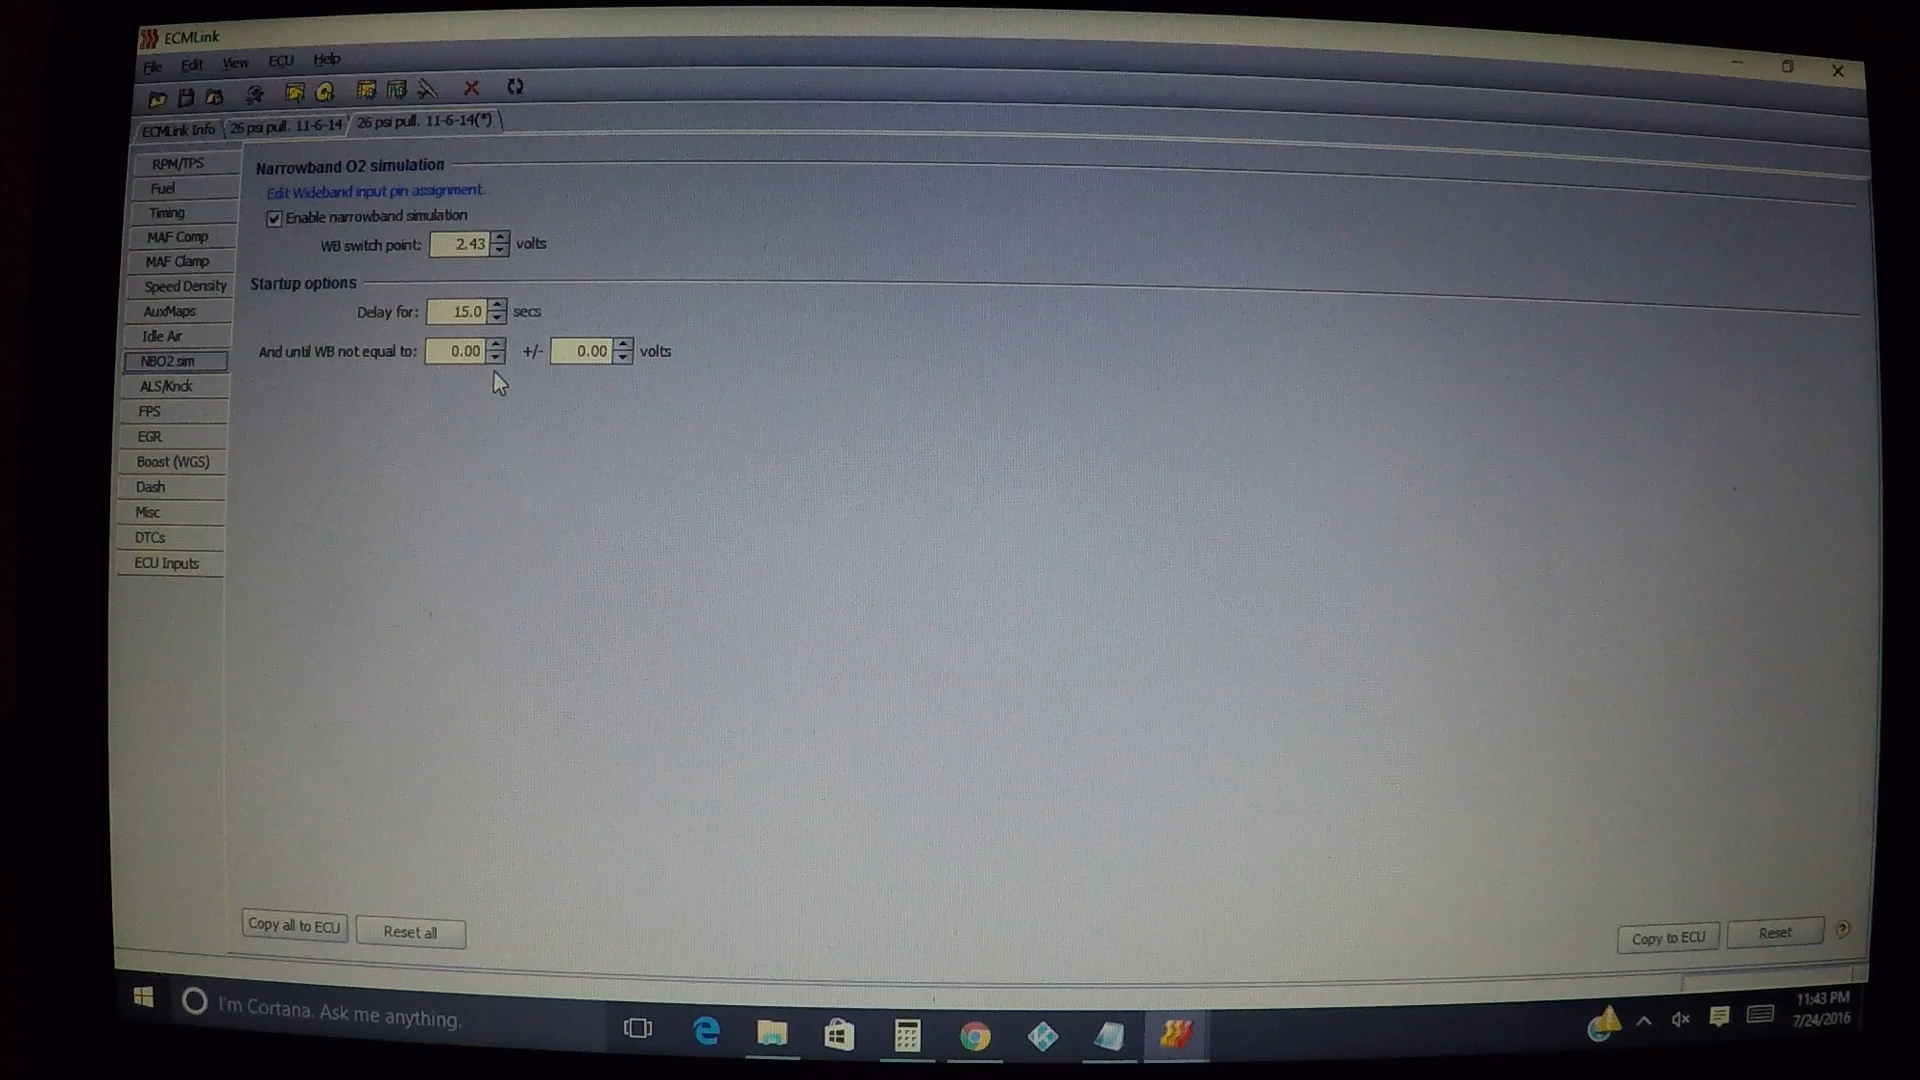 ECMLink
File Edit View ECU Help
ECMLink Info 26 psi pull. 11-6-14 26 psi pull. 11-6-14(*)
RPM/TPS
Fuel
Timing
MAF Comp
MAF Clamp
Speed Density
AuxMaps
Idle Air
NBO2 sim
ALS/Knck
FPS
EGR
Boost (WGS)
Dash
Misc
DTCs
ECU Inputs
Narrowband O2 simulation
Edit Wideband input pin assignment...
Enable narrowband simulation
WB switch point: 2.43 volts
Startup options
Delay for: 15.0 secs
And until WB not equal to: 0.00 +/- 0.00 volts
Copy all to ECU Reset all Copy to ECU Reset ?
I'm Cortana. Ask me anything.
11:43 PM
7/24/2016